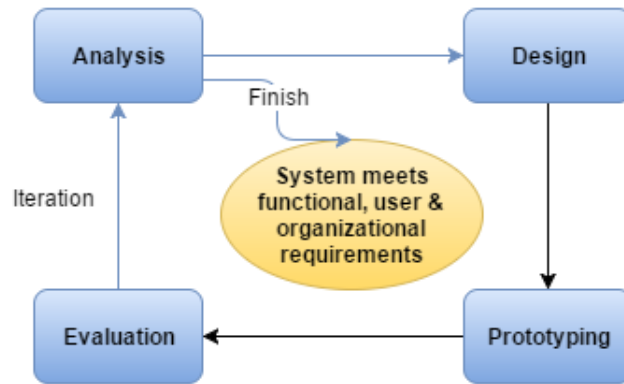 Analysis
Design
Finish
System meets
functional, user &
organizational
requirements
Iteration
Evaluation
Prototyping